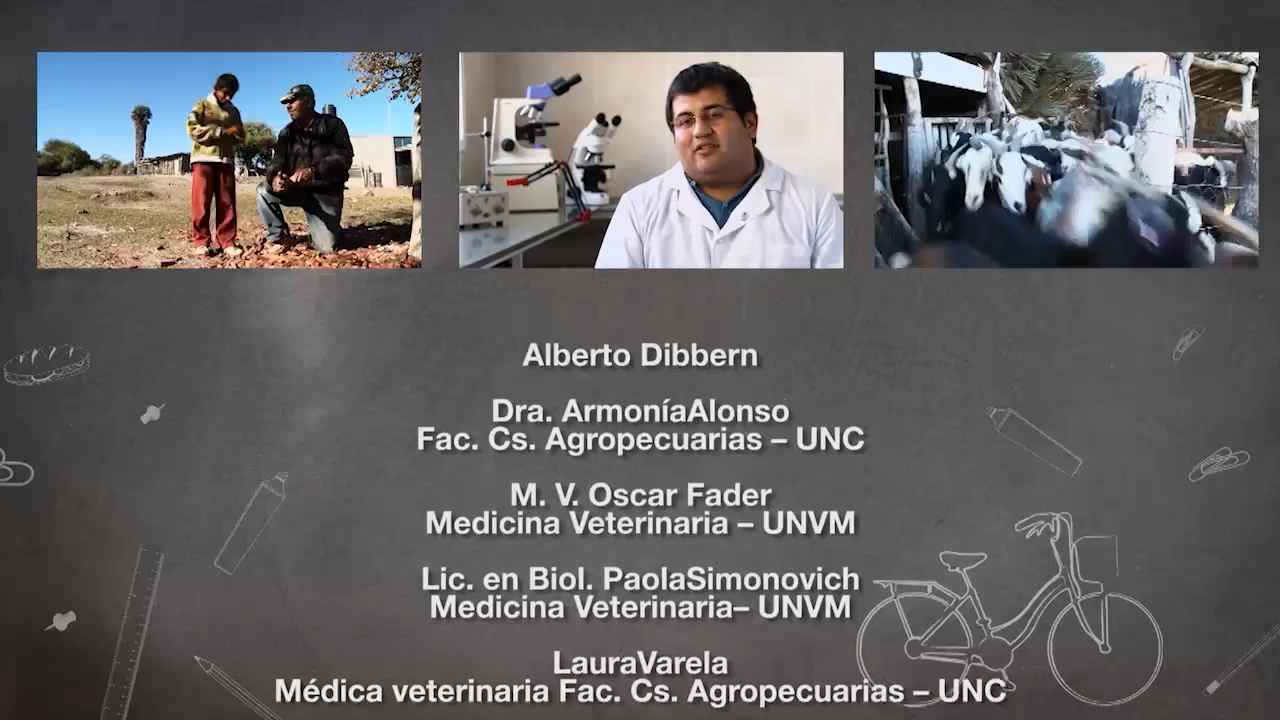 Alberto Dibbern
Dra. ArmoníaAlonso
Fac. Cs. Agropecuarias – UNC
M. V. Oscar Fader
Medicina Veterinaria – UNVM
Lic. en Biol. PaolaSimonovich
Medicina Veterinaria– UNVM
LauraVarela
Médica veterinaria Fac. Cs. Agropecuarias – UNC